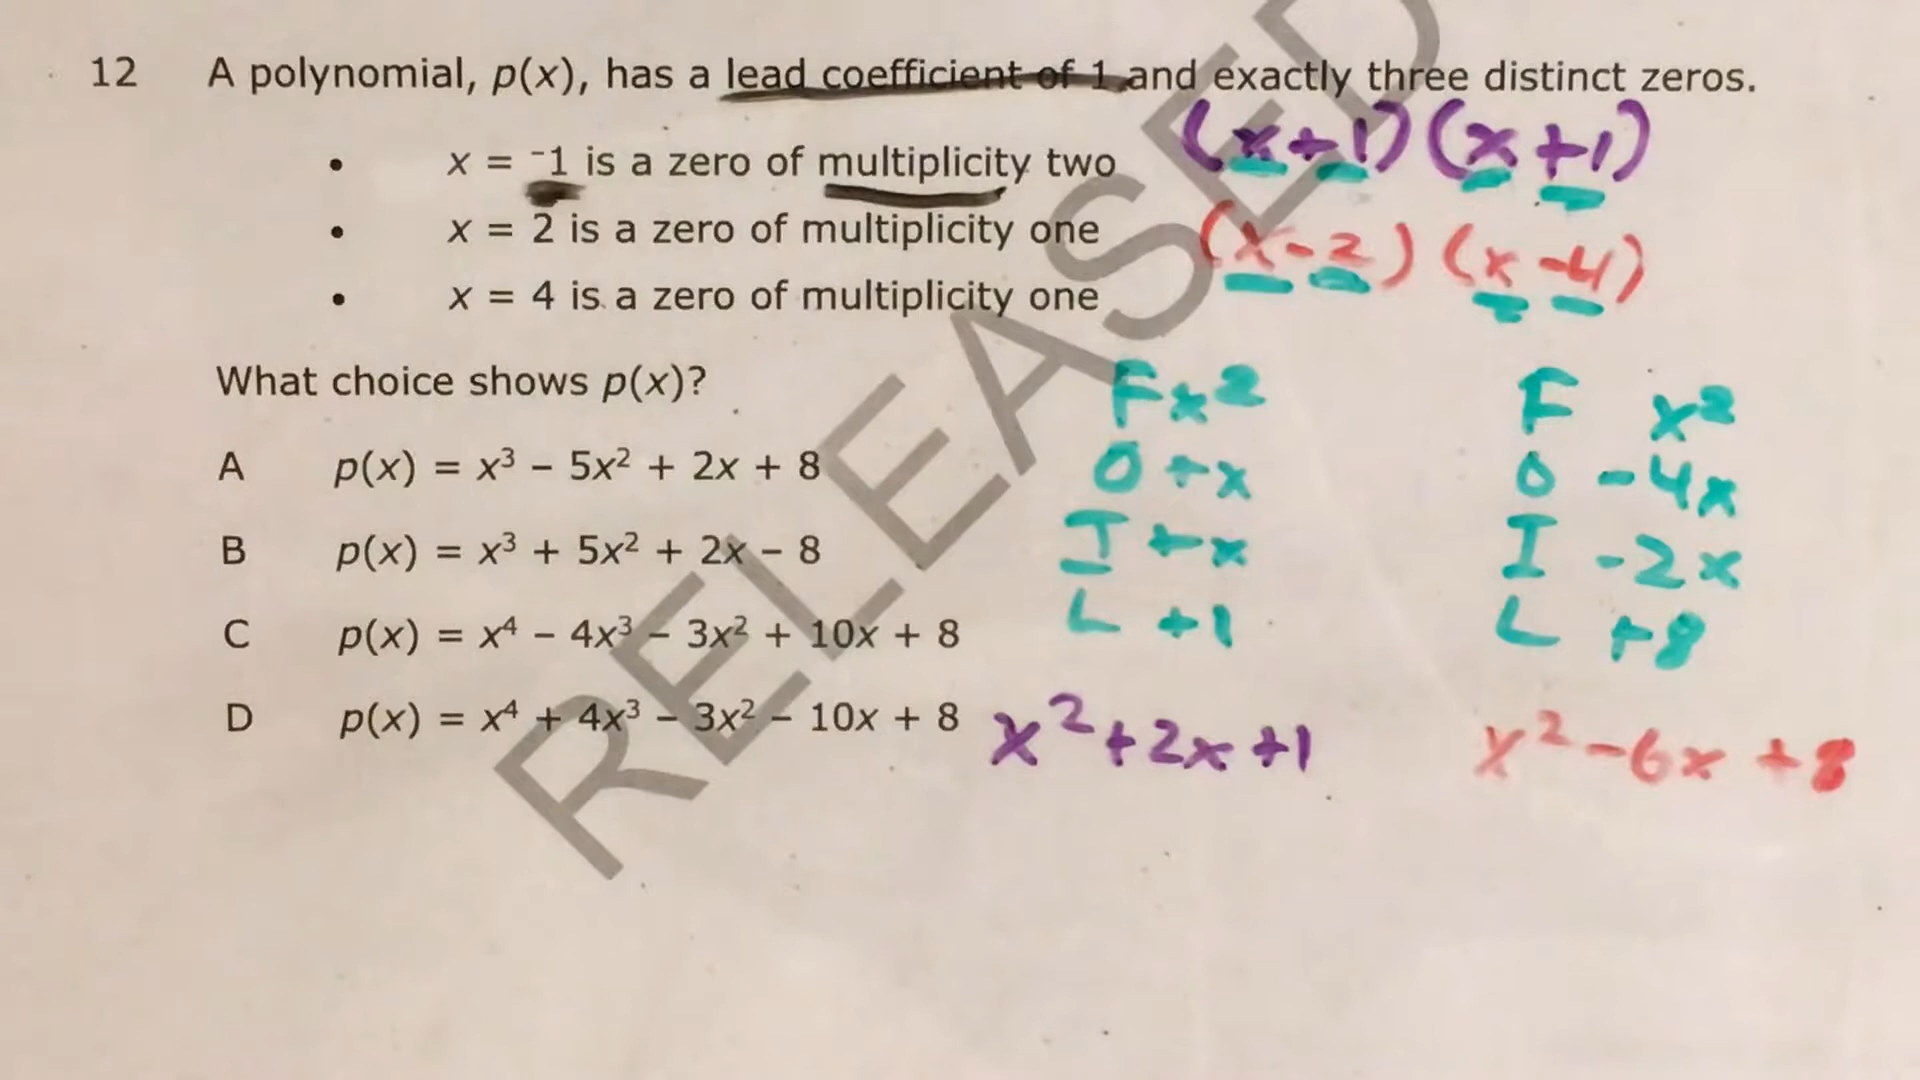 12 A polynomial, p(x), has a lead coefficient of 1 and exactly three distinct zeros.
(x+1)(x+1)
• x = ⁻1 is a zero of multiplicity two
• x = 2 is a zero of multiplicity one
(x-2)(x-4)
• x = 4 is a zero of multiplicity one
What choice shows p(x)?
F x² F x²
A p(x) = x³ − 5x² + 2x + 8
O +x O -4x
B p(x) = x³ + 5x² + 2x − 8
I +x I -2x
C p(x) = x⁴ − 4x³ − 3x² + 10x + 8
L +1 L +8
D p(x) = x⁴ + 4x³ − 3x² − 10x + 8
x²+2x+1 x²-6x+8
RELEASED